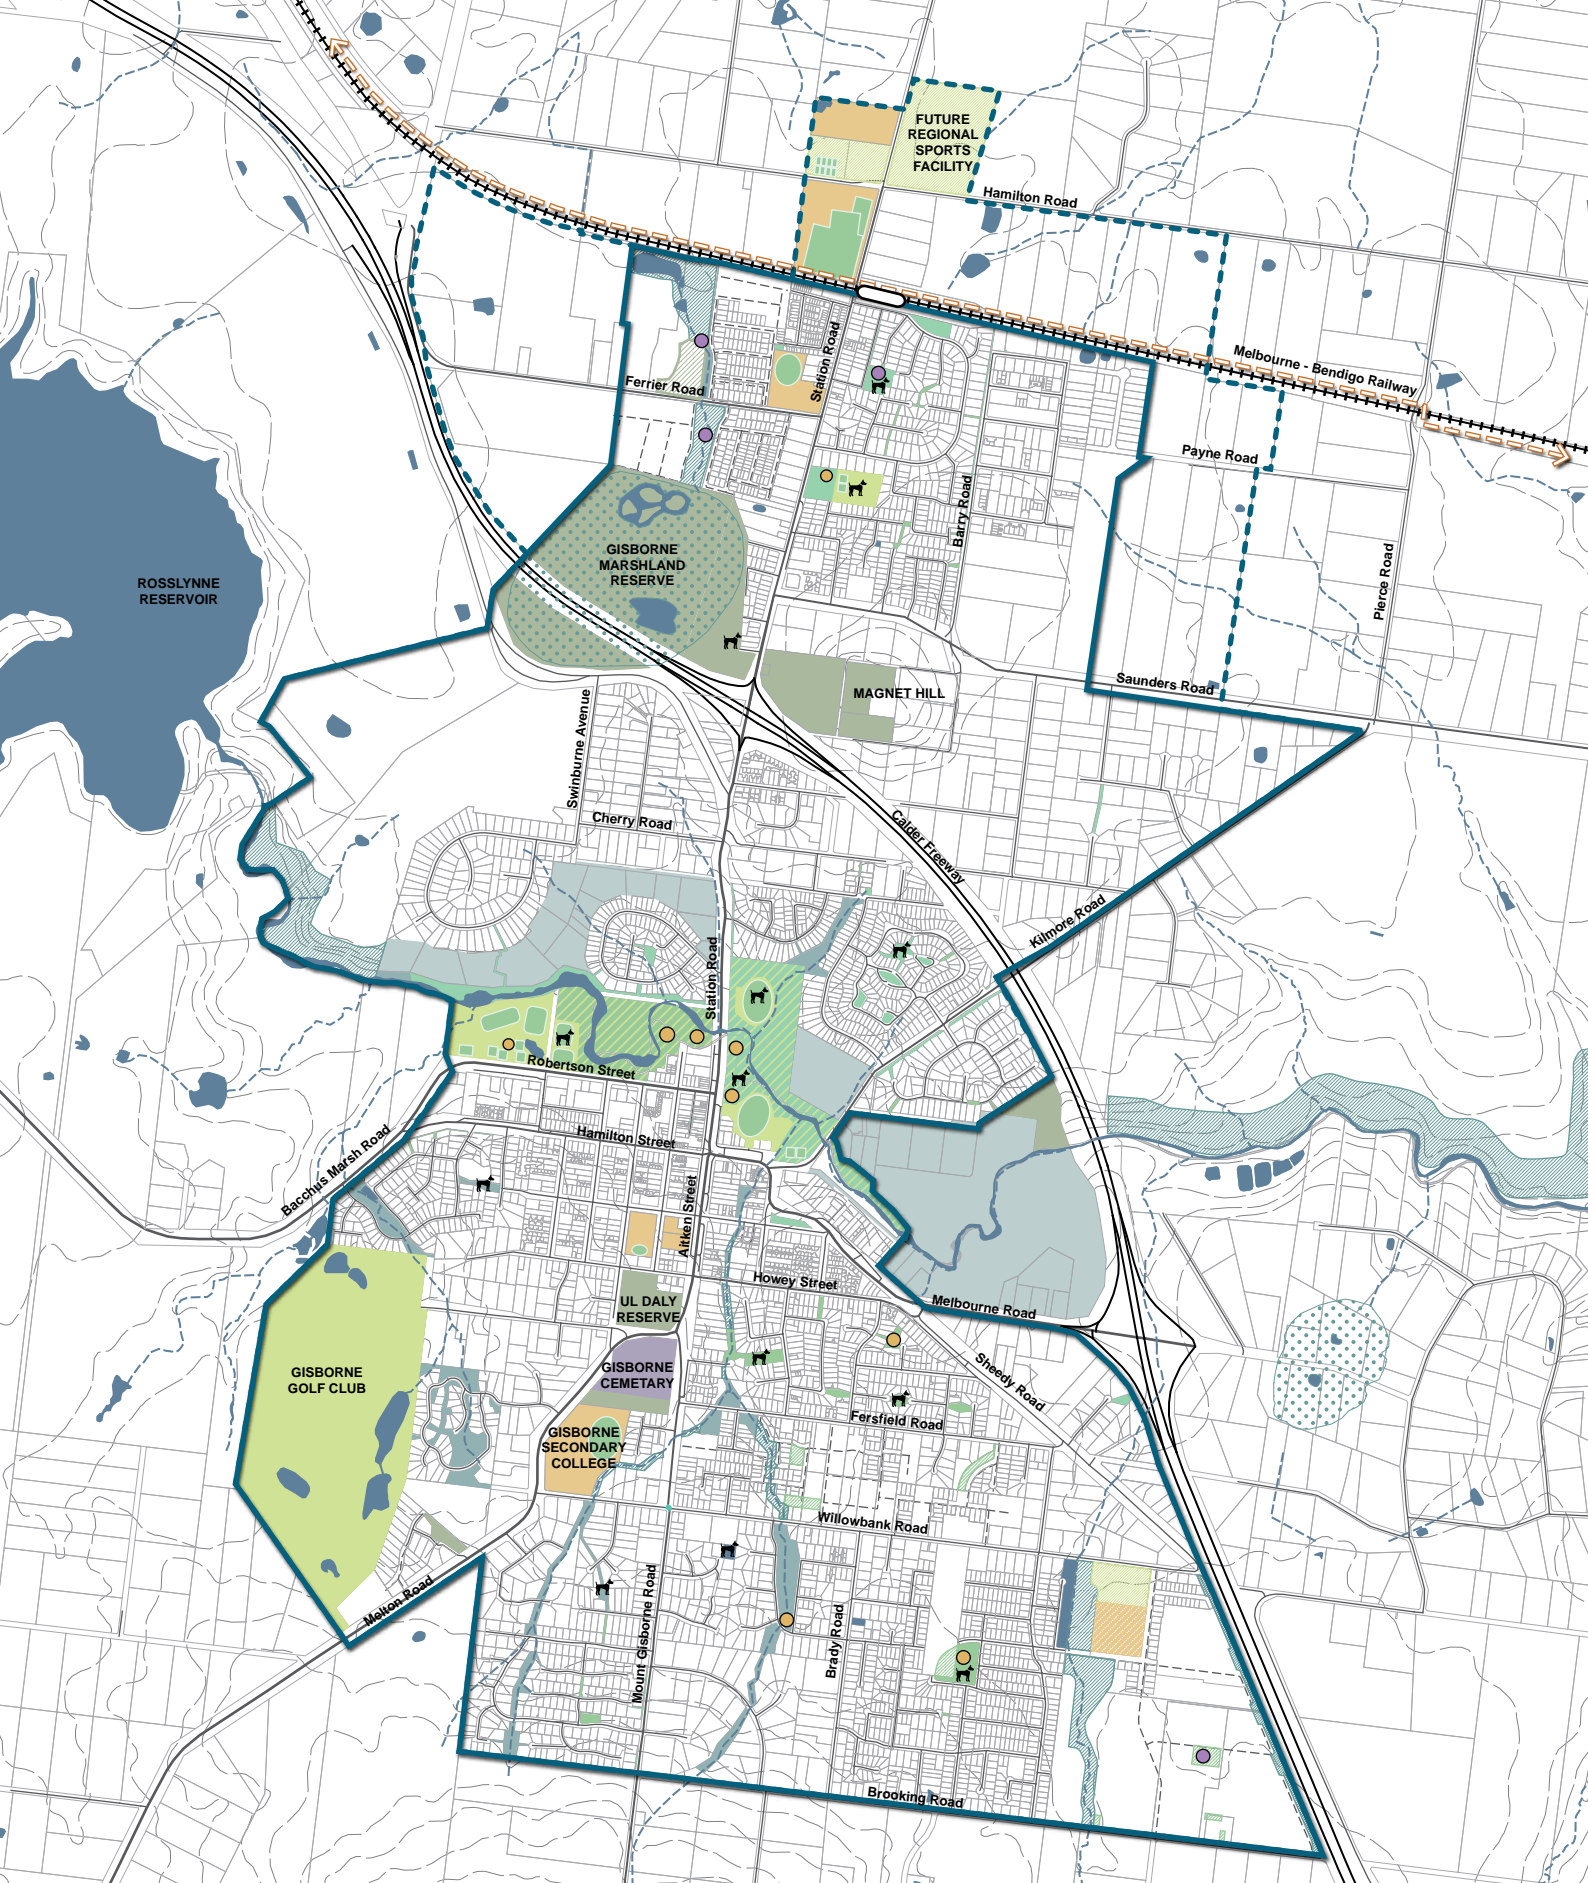 FUTURE
REGIONAL
SPORTS
FACILITY
Hamilton Road
Melbourne - Bendigo Railway
Station Road
Ferrier Road
Payne Road
Barry Road
GISBORNE
MARSHLAND
RESERVE
Pierce Road
ROSSLYNNE
RESERVOIR
Saunders Road
MAGNET HILL
Swinburne Avenue
Cherry Road
Calder Freeway
Kilmore Road
Station Road
Robertson Street
Hamilton Street
Bacchus Marsh Road
Aitken Street
Howey Street
Melbourne Road
UL DALY
RESERVE
GISBORNE
GOLF CLUB
GISBORNE
CEMETARY
Sheedy Road
Fersfield Road
GISBORNE
SECONDARY
COLLEGE
Willowbank Road
Melton Road
Mount Gisborne Road
Brady Road
Brooking Road